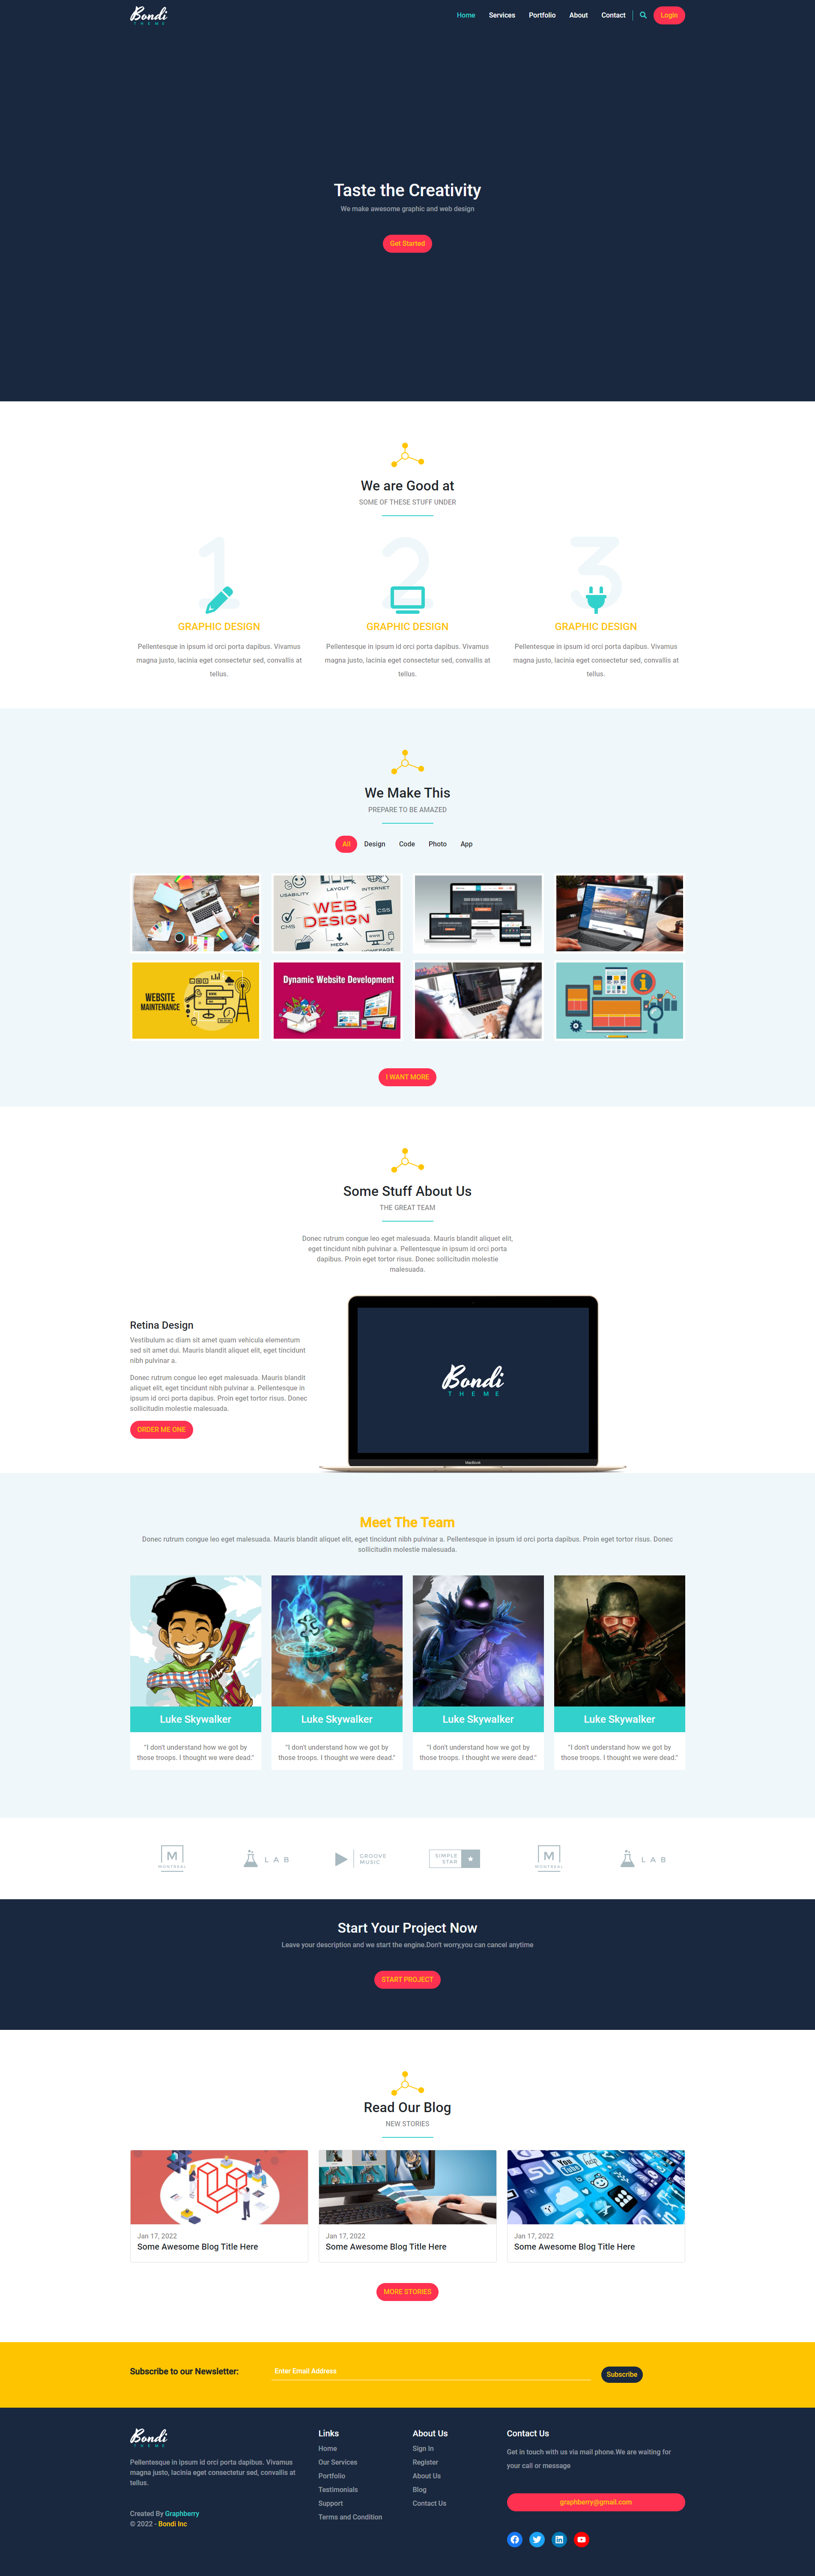 Bondi
THEME
Home Services Portfolio About Contact Login
Taste the Creativity
We make awesome graphic and web design
Get Started
We are Good at
SOME OF THESE STUFF UNDER
1 2 3
GRAPHIC DESIGN GRAPHIC DESIGN GRAPHIC DESIGN
Pellentesque in ipsum id orci porta dapibus. Vivamus
magna justo, lacinia eget consectetur sed, convallis at
tellus.
Pellentesque in ipsum id orci porta dapibus. Vivamus
magna justo, lacinia eget consectetur sed, convallis at
tellus.
Pellentesque in ipsum id orci porta dapibus. Vivamus
magna justo, lacinia eget consectetur sed, convallis at
tellus.
We Make This
PREPARE TO BE AMAZED
All Design Code Photo App
USABILITY
LAYOUT
INTERNET
WEB
DESIGN
CSS
CMS
MEDIA
HOMEPAGE
WEBSITE
MAINTENANCE
Dynamic Website Development
I WANT MORE
Some Stuff About Us
THE GREAT TEAM
Donec rutrum congue leo eget malesuada. Mauris blandit aliquet elit,
eget tincidunt nibh pulvinar a. Pellentesque in ipsum id orci porta
dapibus. Proin eget tortor risus. Donec sollicitudin molestie
malesuada.
Retina Design
Vestibulum ac diam sit amet quam vehicula elementum
sed sit amet dui. Mauris blandit aliquet elit, eget tincidunt
nibh pulvinar a.
Donec rutrum congue leo eget malesuada. Mauris blandit
aliquet elit, eget tincidunt nibh pulvinar a. Pellentesque in
ipsum id orci porta dapibus. Proin eget tortor risus. Donec
sollicitudin molestie malesuada.
ORDER ME ONE
Bondi
THEME
MacBook
Meet The Team
Donec rutrum congue leo eget malesuada. Mauris blandit aliquet elit, eget tincidunt nibh pulvinar a. Pellentesque in ipsum id orci porta dapibus. Proin eget tortor risus. Donec
sollicitudin molestie malesuada.
Luke Skywalker Luke Skywalker Luke Skywalker Luke Skywalker
"I don't understand how we got by
those troops. I thought we were dead."
"I don't understand how we got by
those troops. I thought we were dead."
"I don't understand how we got by
those troops. I thought we were dead."
"I don't understand how we got by
those troops. I thought we were dead."
M
MONTREAL
LAB
GROOVE
MUSIC
SIMPLE
STAR
M
MONTREAL
LAB
Start Your Project Now
Leave your description and we start the engine.Don't worry,you can cancel anytime
START PROJECT
Read Our Blog
NEW STORIES
You
Tube
Jan 17, 2022
Some Awesome Blog Title Here
Jan 17, 2022
Some Awesome Blog Title Here
Jan 17, 2022
Some Awesome Blog Title Here
MORE STORIES
Subscribe to our Newsletter:
Enter Email Address
Subscribe
Bondi
THEME
Pellentesque in ipsum id orci porta dapibus. Vivamus
magna justo, lacinia eget consectetur sed, convallis at
tellus.
Created By Graphberry
© 2022 - Bondi Inc
Links
Home
Our Services
Portfolio
Testimonials
Support
Terms and Condition
About Us
Sign In
Register
About Us
Blog
Contact Us
Contact Us
Get in touch with us via mail phone.We are waiting for
your call or message
graphberry@gmail.com